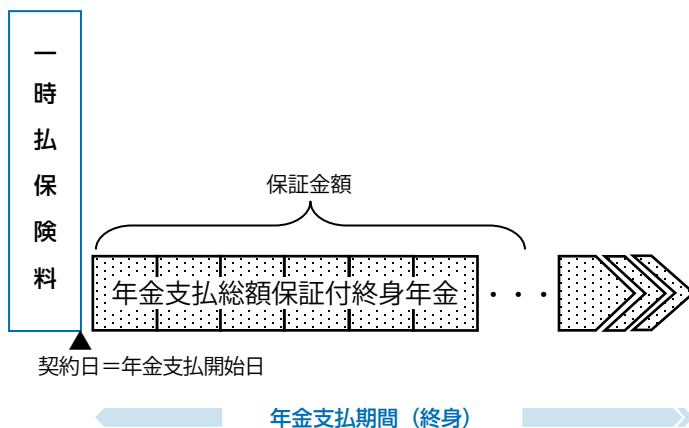 一時払保険料
保証金額
年金支払総額保証付終身年金
・・・
契約日＝年金支払開始日
年金支払期間（終身）